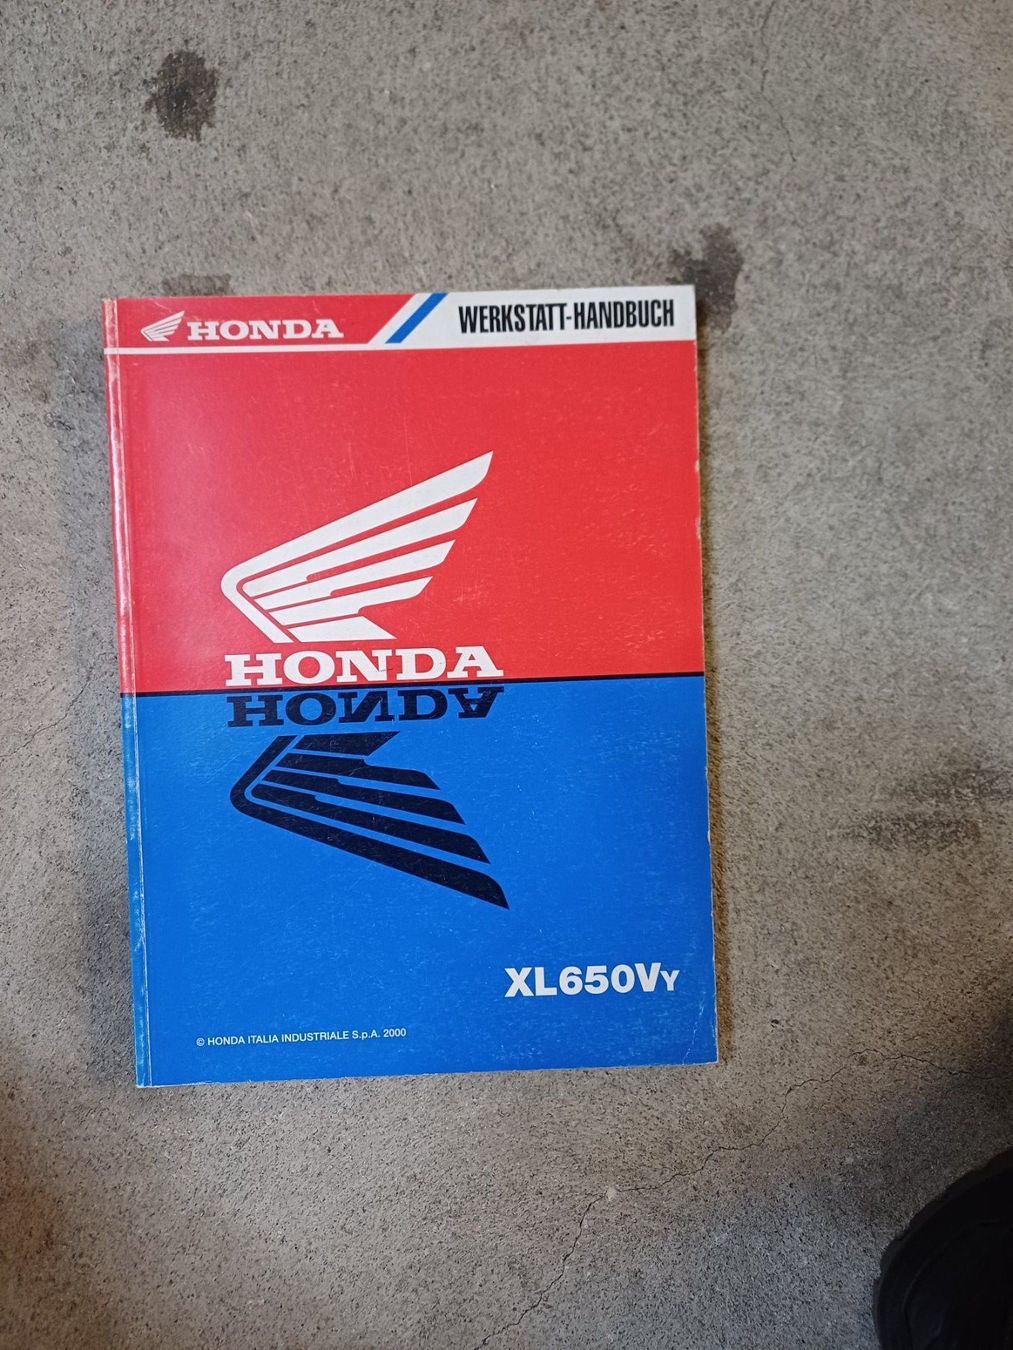 HONDA
WERKSTATT-HANDBUCH
HONDA
HONDA
XL650VY
© HONDA ITALIA INDUSTRIALE S.p.A. 2000